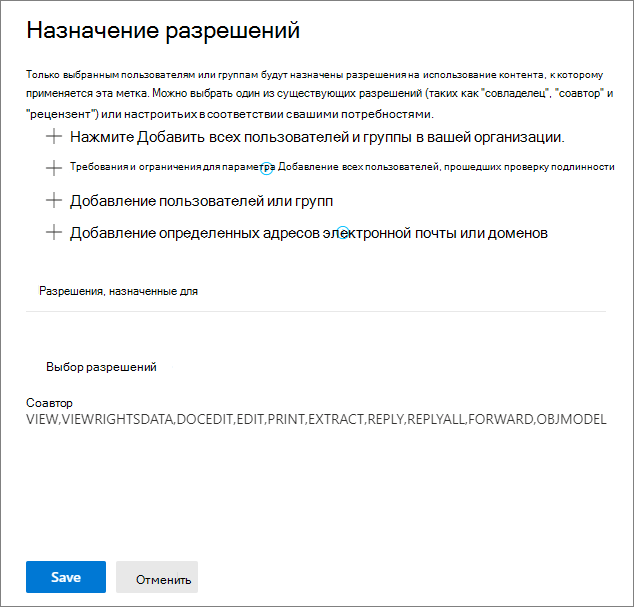 Назначение разрешений
Только выбранным пользователям или группам будут назначены разрешения на использование контента, к которому
применяется эта метка. Можно выбрать один из существующих разрешений (таких как "совладелец", "соавтор" и
"рецензент") или настроить их в соответствии с вашими потребностями.
Нажмите Добавить всех пользователей и группы в вашей организации.
Требования и ограничения для параметра Добавление всех пользователей, прошедших проверку подлинности
Добавление пользователей или групп
Добавление определенных адресов электронной почты или доменов
Разрешения, назначенные для
Выбор разрешений
Соавтор
VIEW,VIEWRIGHTSDATA,DOCEDIT,EDIT,PRINT,EXTRACT,REPLY,REPLYALL,FORWARD,OBJMODEL
Save
Отменить